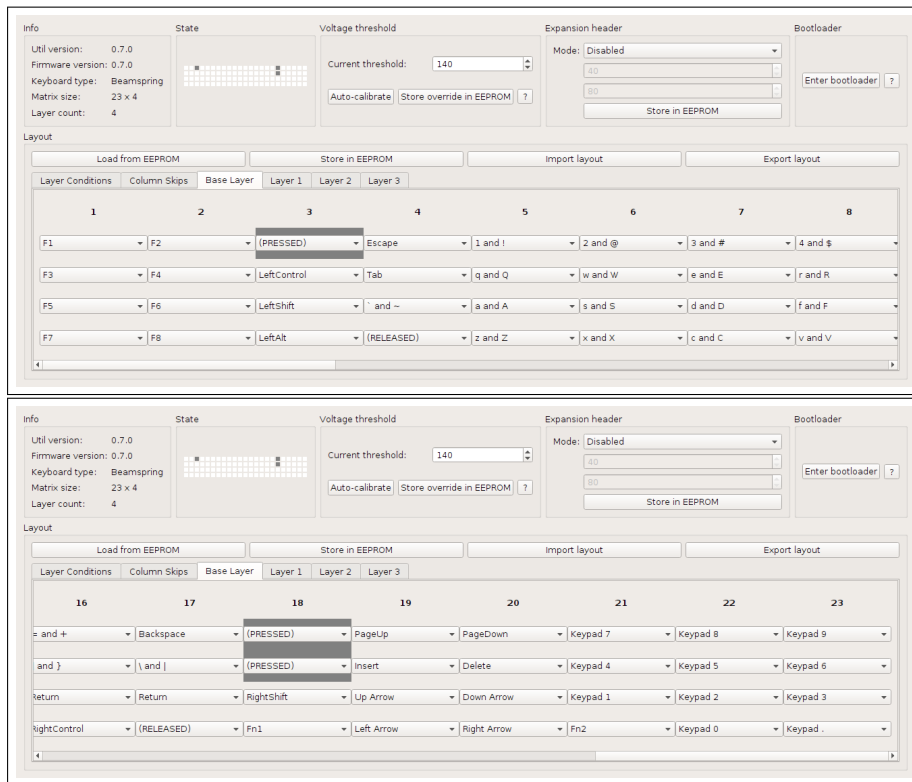 Info State Voltage threshold Expansion header Bootloader
Util version: 0.7.0
Firmware version: 0.7.0
Keyboard type: Beamspring
Matrix size: 23 x 4
Layer count: 4
Current threshold: 140
Auto-calibrate Store override in EEPROM ?
Mode: Disabled
40
80
Store in EEPROM
Enter bootloader ?
Layout
Load from EEPROM Store in EEPROM Import layout Export layout
Layer Conditions Column Skips Base Layer Layer 1 Layer 2 Layer 3
1 2 3 4 5 6 7 8
F1 F2 (PRESSED) Escape 1 and ! 2 and @ 3 and # 4 and $
F3 F4 LeftControl Tab q and Q w and W e and E r and R
F5 F6 LeftShift ` and ~ a and A s and S d and D f and F
F7 F8 LeftAlt (RELEASED) z and Z x and X c and C v and V
Info State Voltage threshold Expansion header Bootloader
Util version: 0.7.0
Firmware version: 0.7.0
Keyboard type: Beamspring
Matrix size: 23 x 4
Layer count: 4
Current threshold: 140
Auto-calibrate Store override in EEPROM ?
Mode: Disabled
40
80
Store in EEPROM
Enter bootloader ?
Layout
Load from EEPROM Store in EEPROM Import layout Export layout
Layer Conditions Column Skips Base Layer Layer 1 Layer 2 Layer 3
16 17 18 19 20 21 22 23
= and + Backspace (PRESSED) PageUp PageDown Keypad 7 Keypad 8 Keypad 9
and } \ and | (PRESSED) Insert Delete Keypad 4 Keypad 5 Keypad 6
Return Return RightShift Up Arrow Down Arrow Keypad 1 Keypad 2 Keypad 3
RightControl (RELEASED) Fn1 Left Arrow Right Arrow Fn2 Keypad 0 Keypad .